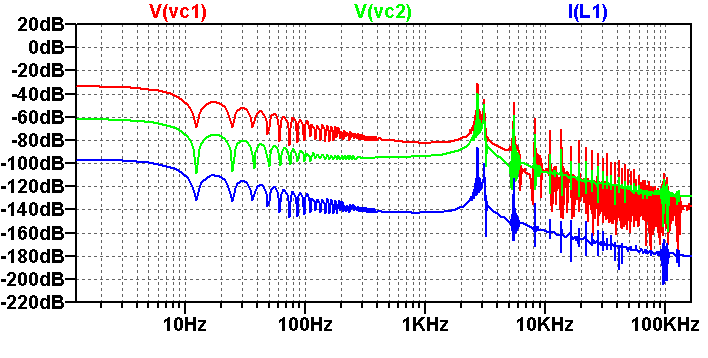 V(vc1) V(vc2) I(L1)
20dB
0dB
-20dB
-40dB
-60dB
-80dB
-100dB
-120dB
-140dB
-160dB
-180dB
-200dB
-220dB
10Hz 100Hz 1KHz 10KHz 100KHz